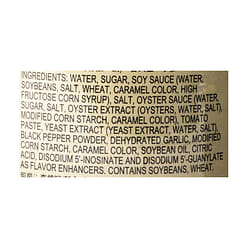 INGREDIENTS: WATER, SUGAR, SOY SAUCE (WATER,
SOYBEANS, SALT, WHEAT, CARAMEL COLOR, HIGH
FRUCTOSE CORN SYRUP), SALT, OYSTER SAUCE (WATER,
SALT, OYSTER EXTRACTIVES (OYSTERS, WATER, SALT),
MODIFIED CORN STARCH, CARAMEL COLOR), TOMATO
PASTE, YEAST EXTRACT (YEAST EXTRACT, WATER, SALT),
BLACK PEPPER POWDER, DEHYDRATED GARLIC, MODIFIED
CORN STARCH, CARAMEL COLOR, SOYBEAN OIL, CITRIC
ACID, DISODIUM 5'-INOSINATE AND DISODIUM 5'-GUANYLATE
AS FLAVOR ENHANCERS. CONTAINS SOYBEANS, WHEAT.